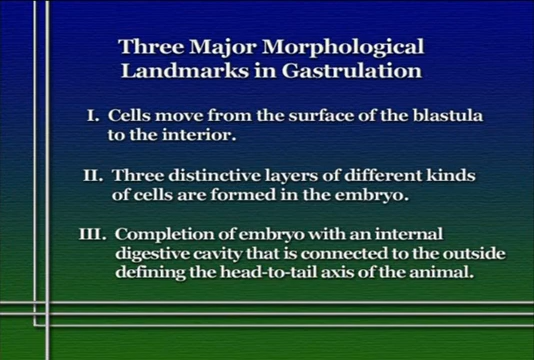 Three Major Morphological
Landmarks in Gastrulation
I. Cells move from the surface of the blastula
to the interior.
II. Three distinctive layers of different kinds
of cells are formed in the embryo.
III. Completion of embryo with an internal
digestive cavity that is connected to the outside
defining the head-to-tail axis of the animal.